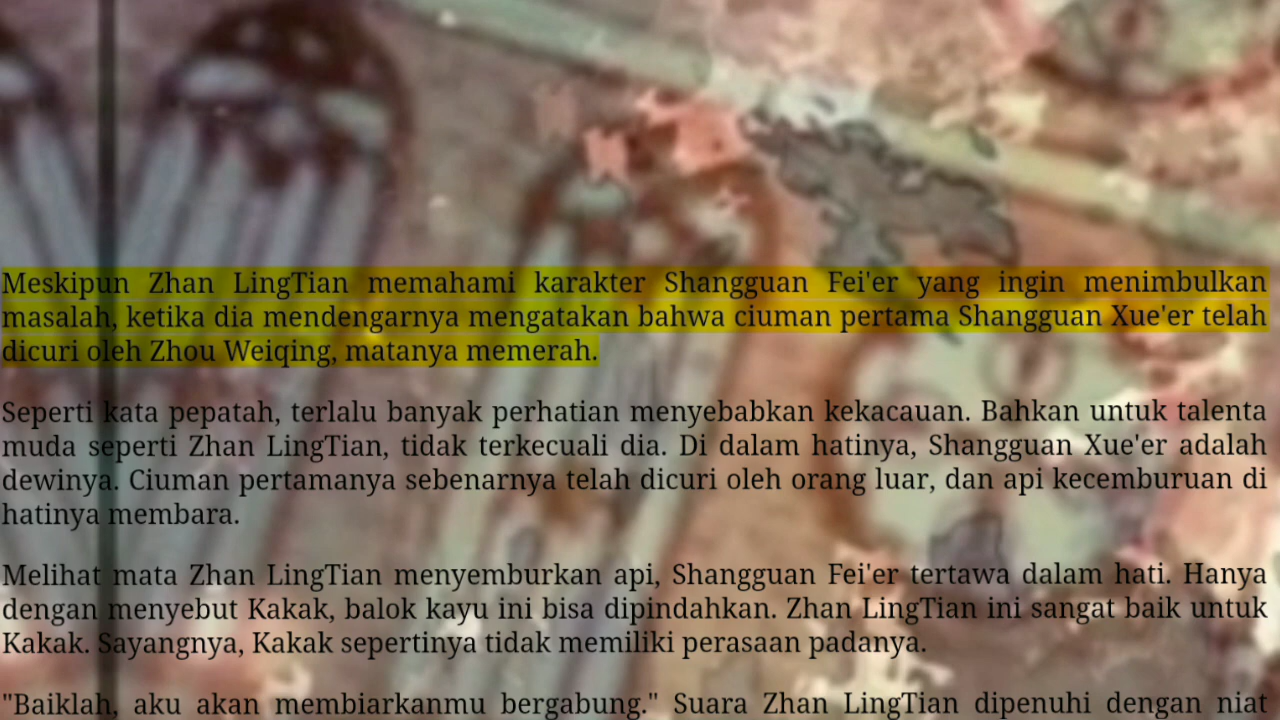 Meskipun Zhan LingTian memahami karakter Shangguan Fei'er yang ingin menimbulkan
masalah, ketika dia mendengarnya mengatakan bahwa ciuman pertama Shangguan Xue'er telah
dicuri oleh Zhou Weiqing, matanya memerah.
Seperti kata pepatah, terlalu banyak perhatian menyebabkan kekacauan. Bahkan untuk talenta
muda seperti Zhan LingTian, tidak terkecuali dia. Di dalam hatinya, Shangguan Xue'er adalah
dewinya. Ciuman pertamanya sebenarnya telah dicuri oleh orang luar, dan api kecemburuan di
hatinya membara.
Melihat mata Zhan LingTian menyemburkan api, Shangguan Fei'er tertawa dalam hati. Hanya
dengan menyebut Kakak, balok kayu ini bisa dipindahkan. Zhan LingTian ini sangat baik untuk
Kakak. Sayangnya, Kakak sepertinya tidak memiliki perasaan padanya.
"Baiklah, aku akan membiarkanmu bergabung." Suara Zhan LingTian dipenuhi dengan niat